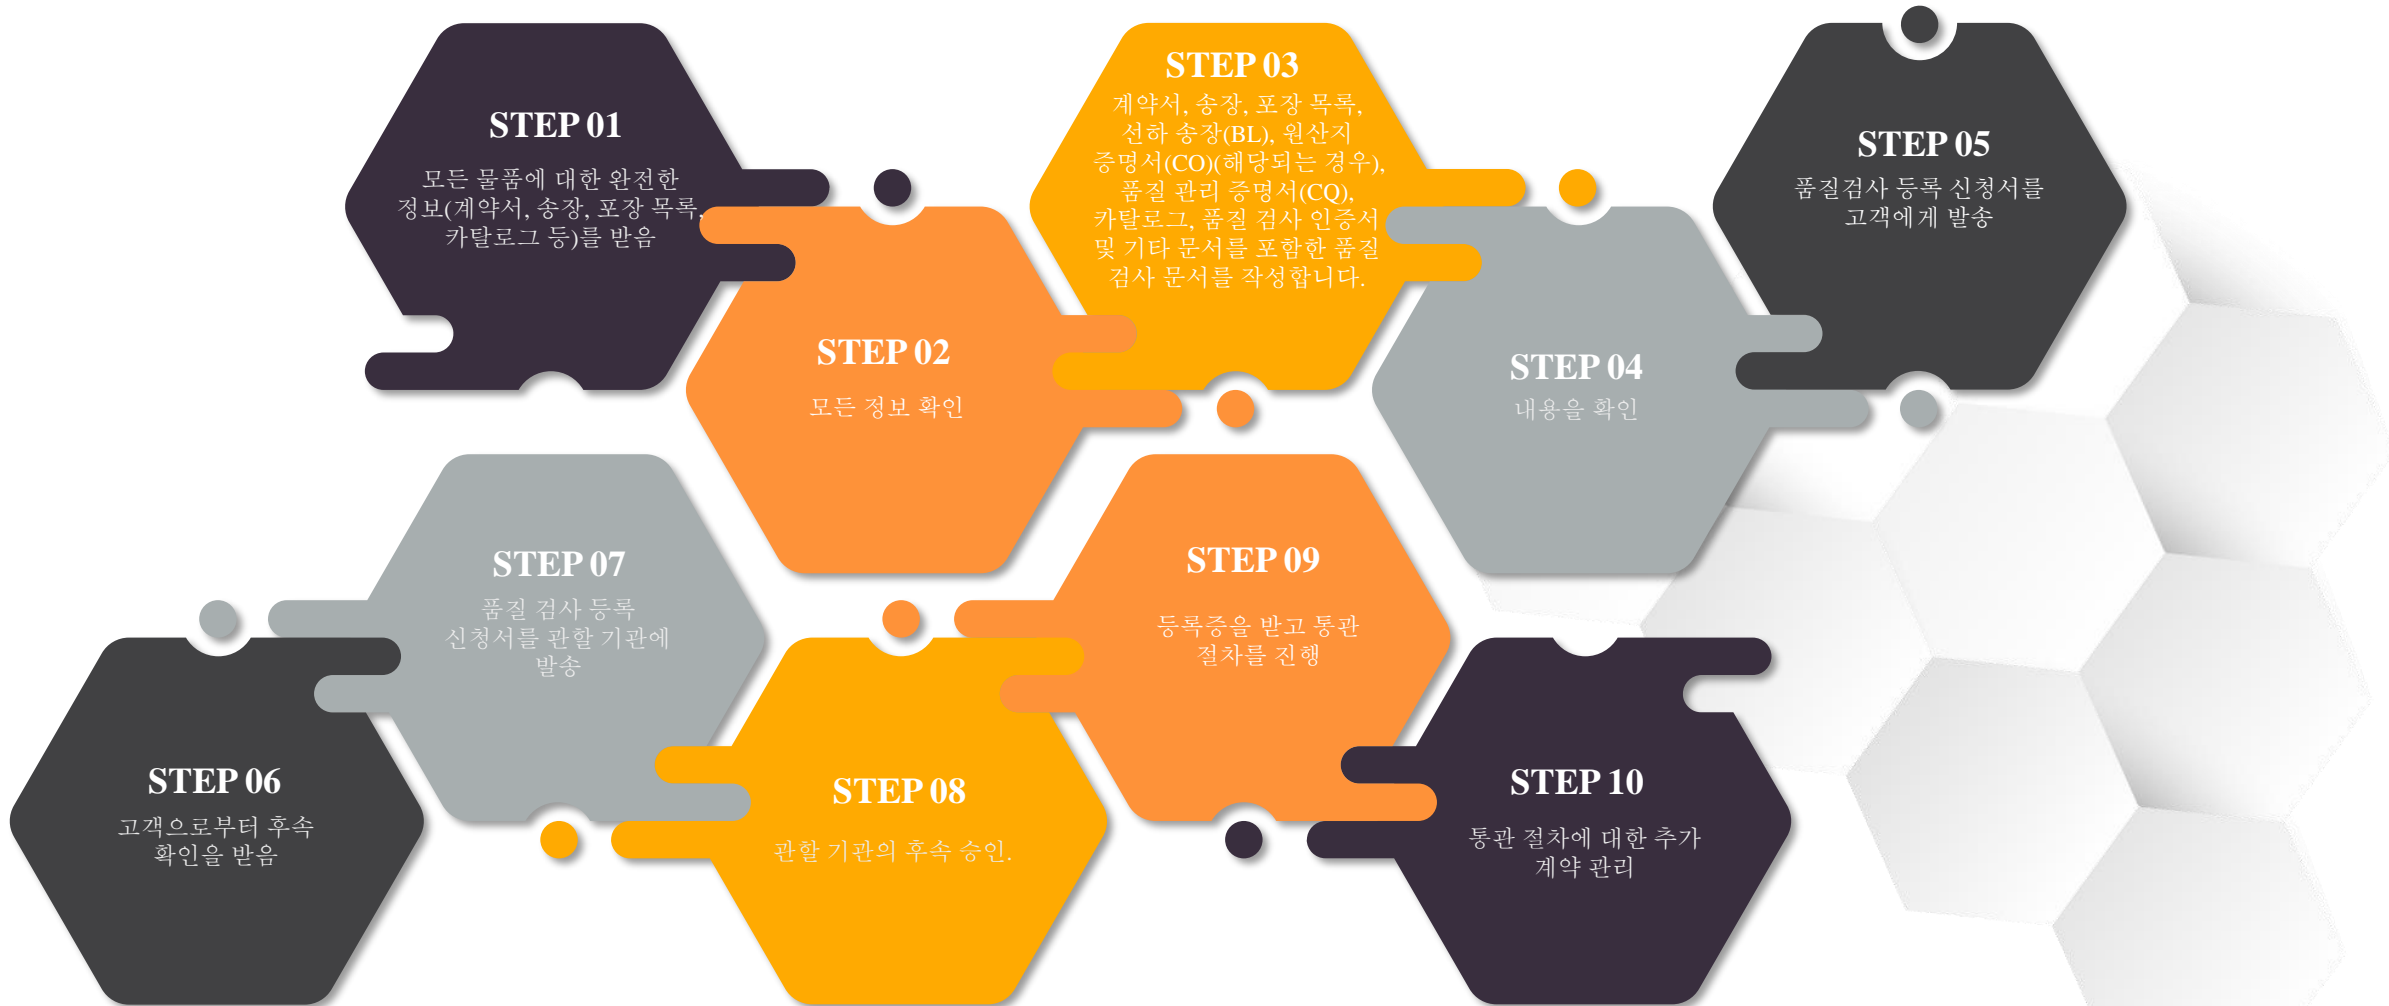 STEP 01
모든 물품에 대한 완전한
정보(계약서, 송장, 포장 목록,
카탈로그 등)를 받음
STEP 02
모든 정보 확인
STEP 03
계약서, 송장, 포장 목록,
선하 송장(BL), 원산지
증명서(CO)(해당되는 경우),
품질 관리 증명서(CQ),
카탈로그, 품질 검사 인증서
및 기타 문서를 포함한 품질
검사 문서를 작성합니다.
STEP 04
내용을 확인
STEP 05
품질검사 등록 신청서를
고객에게 발송
STEP 06
고객으로부터 후속
확인을 받음
STEP 07
품질 검사 등록
신청서를 관할 기관에
발송
STEP 08
관할 기관의 후속 승인.
STEP 09
등록증을 받고 통관
절차를 진행
STEP 10
통관 절차에 대한 추가
계약 관리